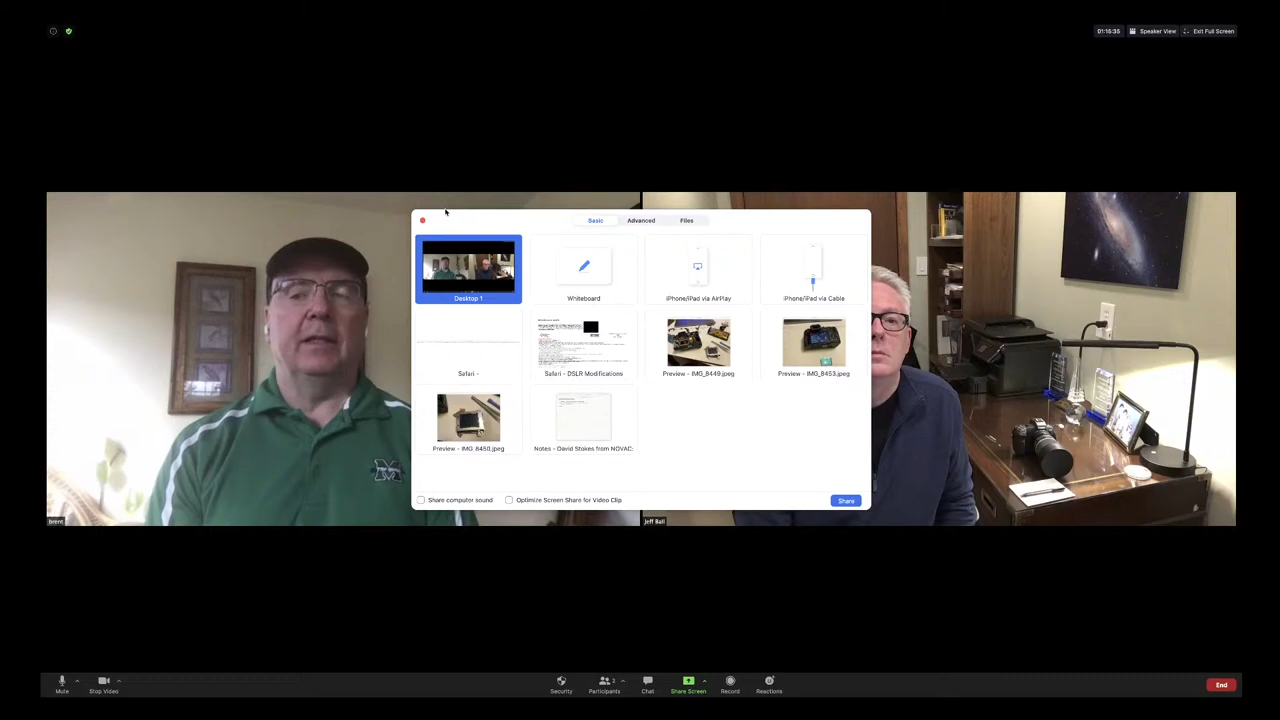 01:16:35
Speaker View
Exit Full Screen
Basic
Advanced
Files
Desktop 1
Whiteboard
iPhone/iPad via AirPlay
iPhone/iPad via Cable
Safari -
Safari - DSLR Modifications
Preview - IMG_8449.jpeg
Preview - IMG_8453.jpeg
Preview - IMG_8450.jpeg
Notes - David Stokes from NOVAC:
Share computer sound
Optimize Screen Share for Video Clip
Share
brent
Jeff Ball
Mute
Stop Video
Security
Participants
2
Chat
Share Screen
Record
Reactions
End